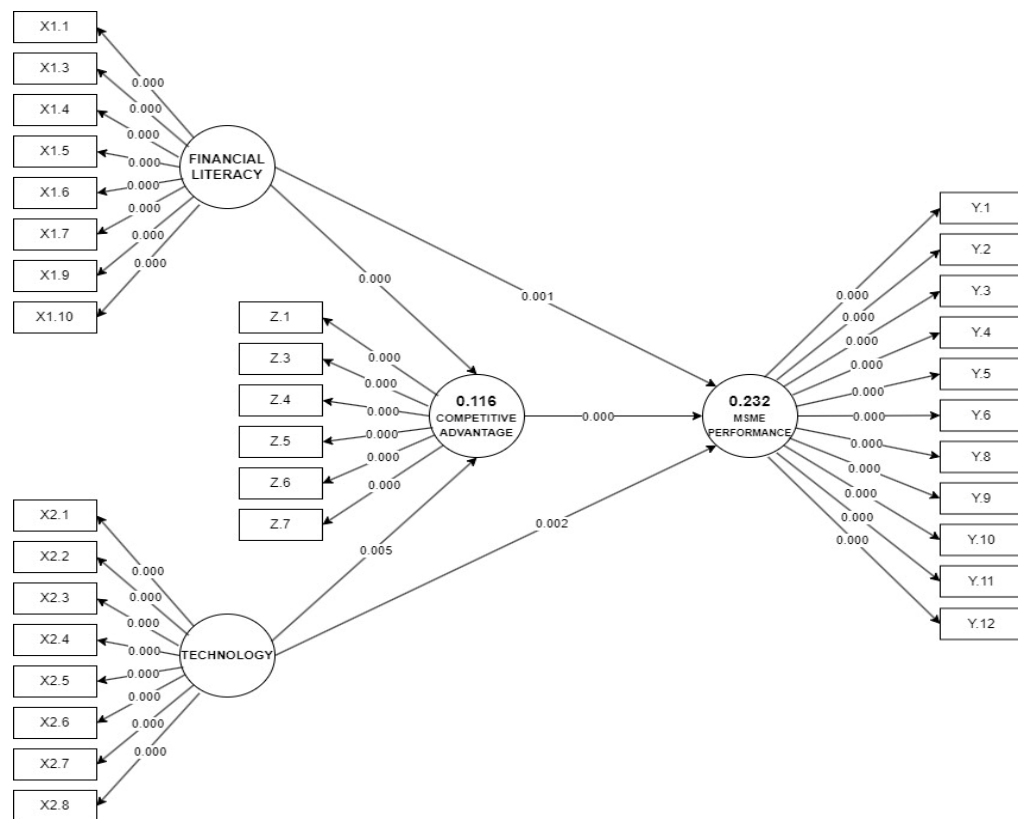 X1.1
X1.3
X1.4
X1.5
X1.6
X1.7
X1.9
X1.10
0.000
0.000
0.000
0.000
0.000
0.000
0.000
0.000
FINANCIAL
LITERACY
0.000
0.001
Z.1
Z.3
Z.4
Z.5
Z.6
Z.7
0.000
0.000
0.000
0.000
0.000
0.000
0.116
COMPETITIVE
ADVANTAGE
0.000
0.232
MSME
PERFORMANCE
0.000
0.000
0.000
0.000
0.000
0.000
0.000
0.000
0.000
0.000
0.000
Y.1
Y.2
Y.3
Y.4
Y.5
Y.6
Y.8
Y.9
Y.10
Y.11
Y.12
X2.1
X2.2
X2.3
X2.4
X2.5
X2.6
X2.7
X2.8
0.000
0.000
0.000
0.000
0.000
0.000
0.000
0.000
TECHNOLOGY
0.005
0.002